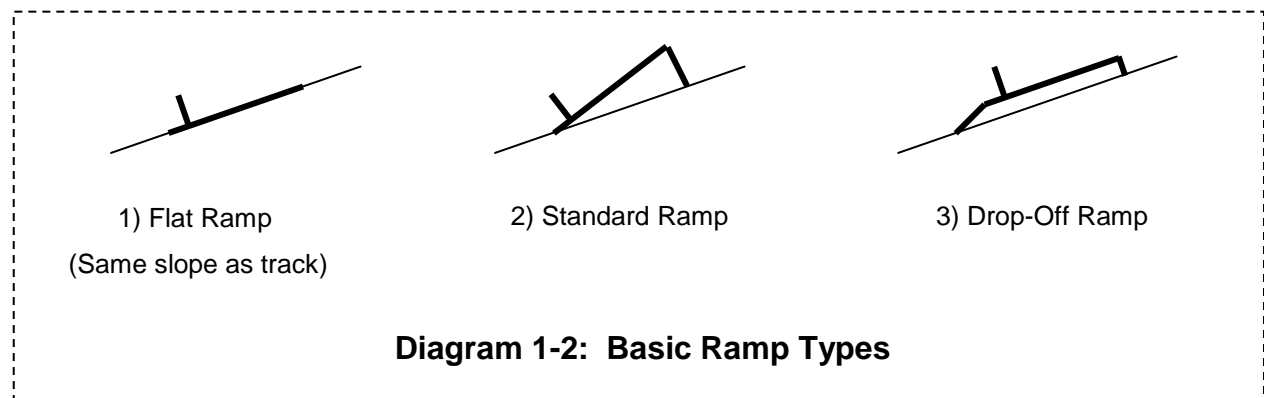 1) Flat Ramp
(Same slope as track)
2) Standard Ramp
3) Drop-Off Ramp
Diagram 1-2:  Basic Ramp Types